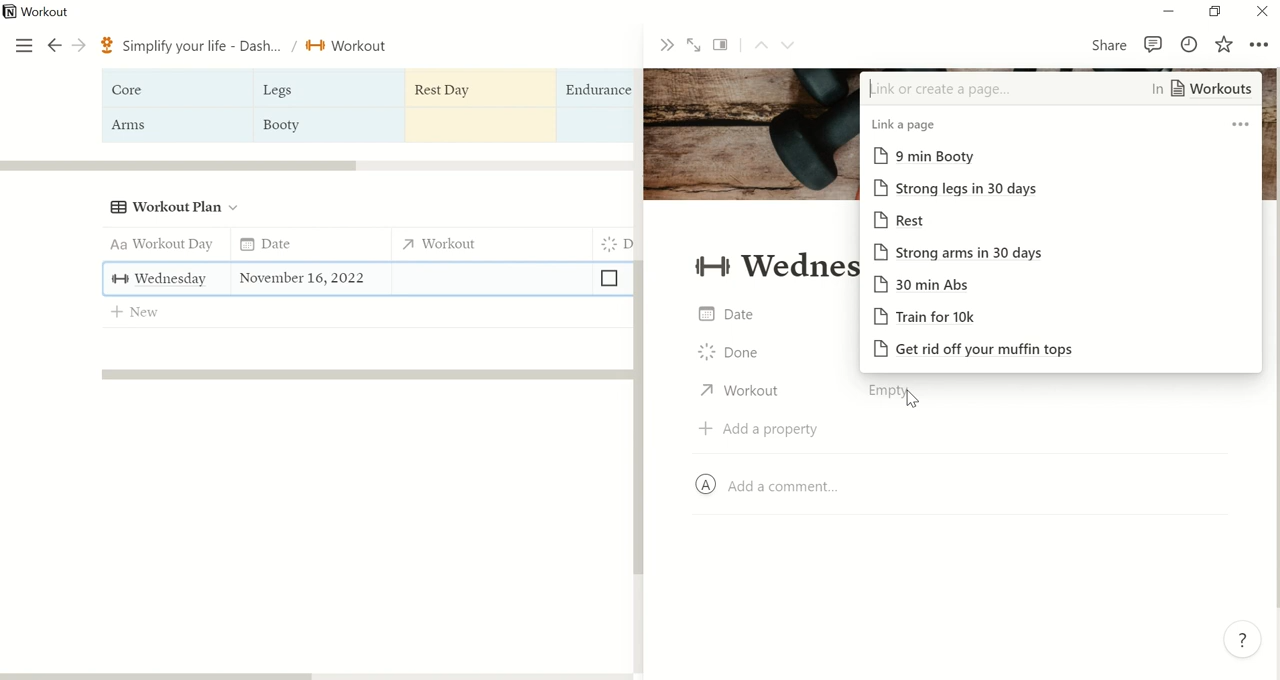 Workout
Simplify your life - Dash... / Workout
Share
Core Legs Rest Day Endurance
Arms Booty
Workout Plan
Aa Workout Day Date Workout D
Wednesday November 16, 2022
+ New
Link or create a page... In Workouts
Link a page
9 min Booty
Strong legs in 30 days
Rest
Strong arms in 30 days
30 min Abs
Train for 10k
Get rid off your muffin tops
Wednes
Date
Done
Workout Empty
+ Add a property
A Add a comment...
?